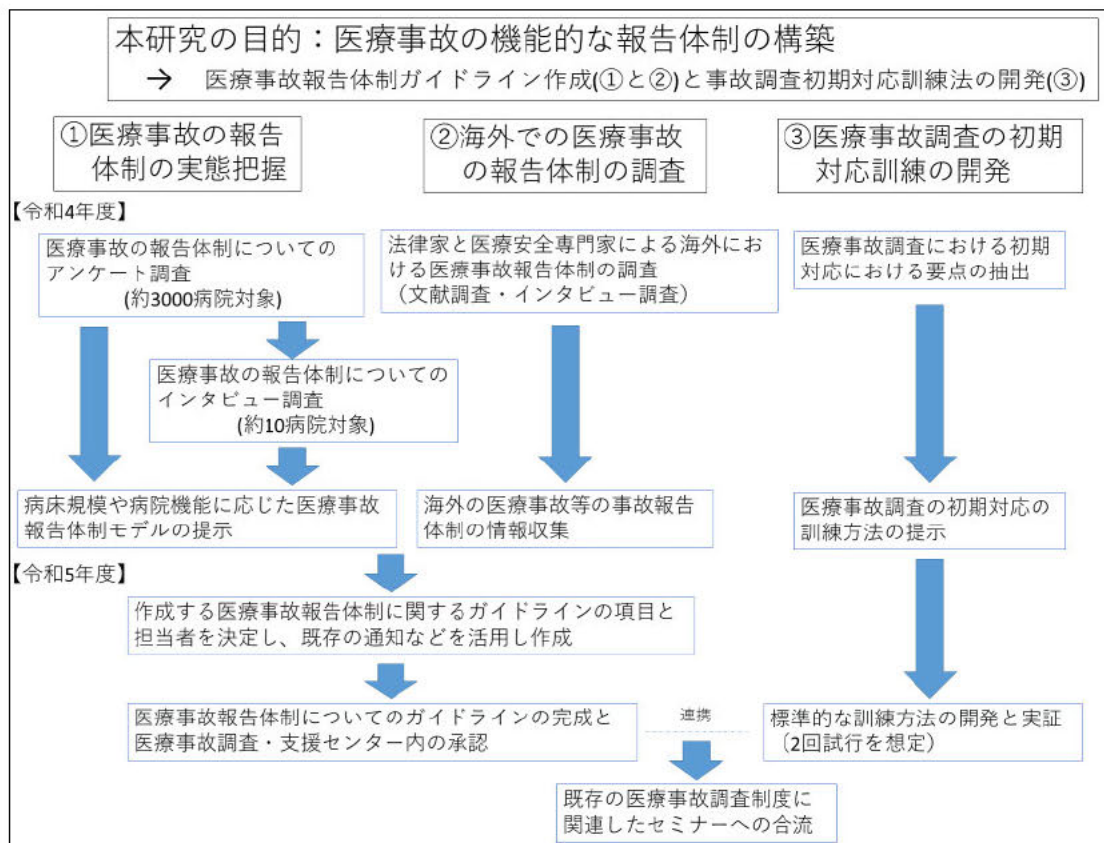 本研究の目的：医療事故の機能的な報告体制の構築
→ 医療事故報告体制ガイドライン作成(①と②)と事故調査初期対応訓練法の開発(③)
①医療事故の報告
体制の実態把握
②海外での医療事故
の報告体制の調査
③医療事故調査の初期
対応訓練の開発
【令和4年度】
医療事故の報告体制についての
アンケート調査
(約3000病院対象)
法律家と医療安全専門家による海外にお
ける医療事故報告体制の調査
（文献調査・インタビュー調査）
医療事故調査における初期
対応における要点の抽出
医療事故の報告体制についての
インタビュー調査
(約10病院対象)
病床規模や病院機能に応じた医療事故
報告体制モデルの提示
海外の医療事故等の事故報告
体制の情報収集
医療事故調査の初期対応の
訓練方法の提示
【令和5年度】
作成する医療事故報告体制に関するガイドラインの項目と
担当者を決定し、既存の通知などを活用し作成
医療事故報告体制についてのガイドラインの完成と
医療事故調査・支援センター内の承認
連携
標準的な訓練方法の開発と実証
（2回試行を想定）
既存の医療事故調査制度に
関連したセミナーへの合流